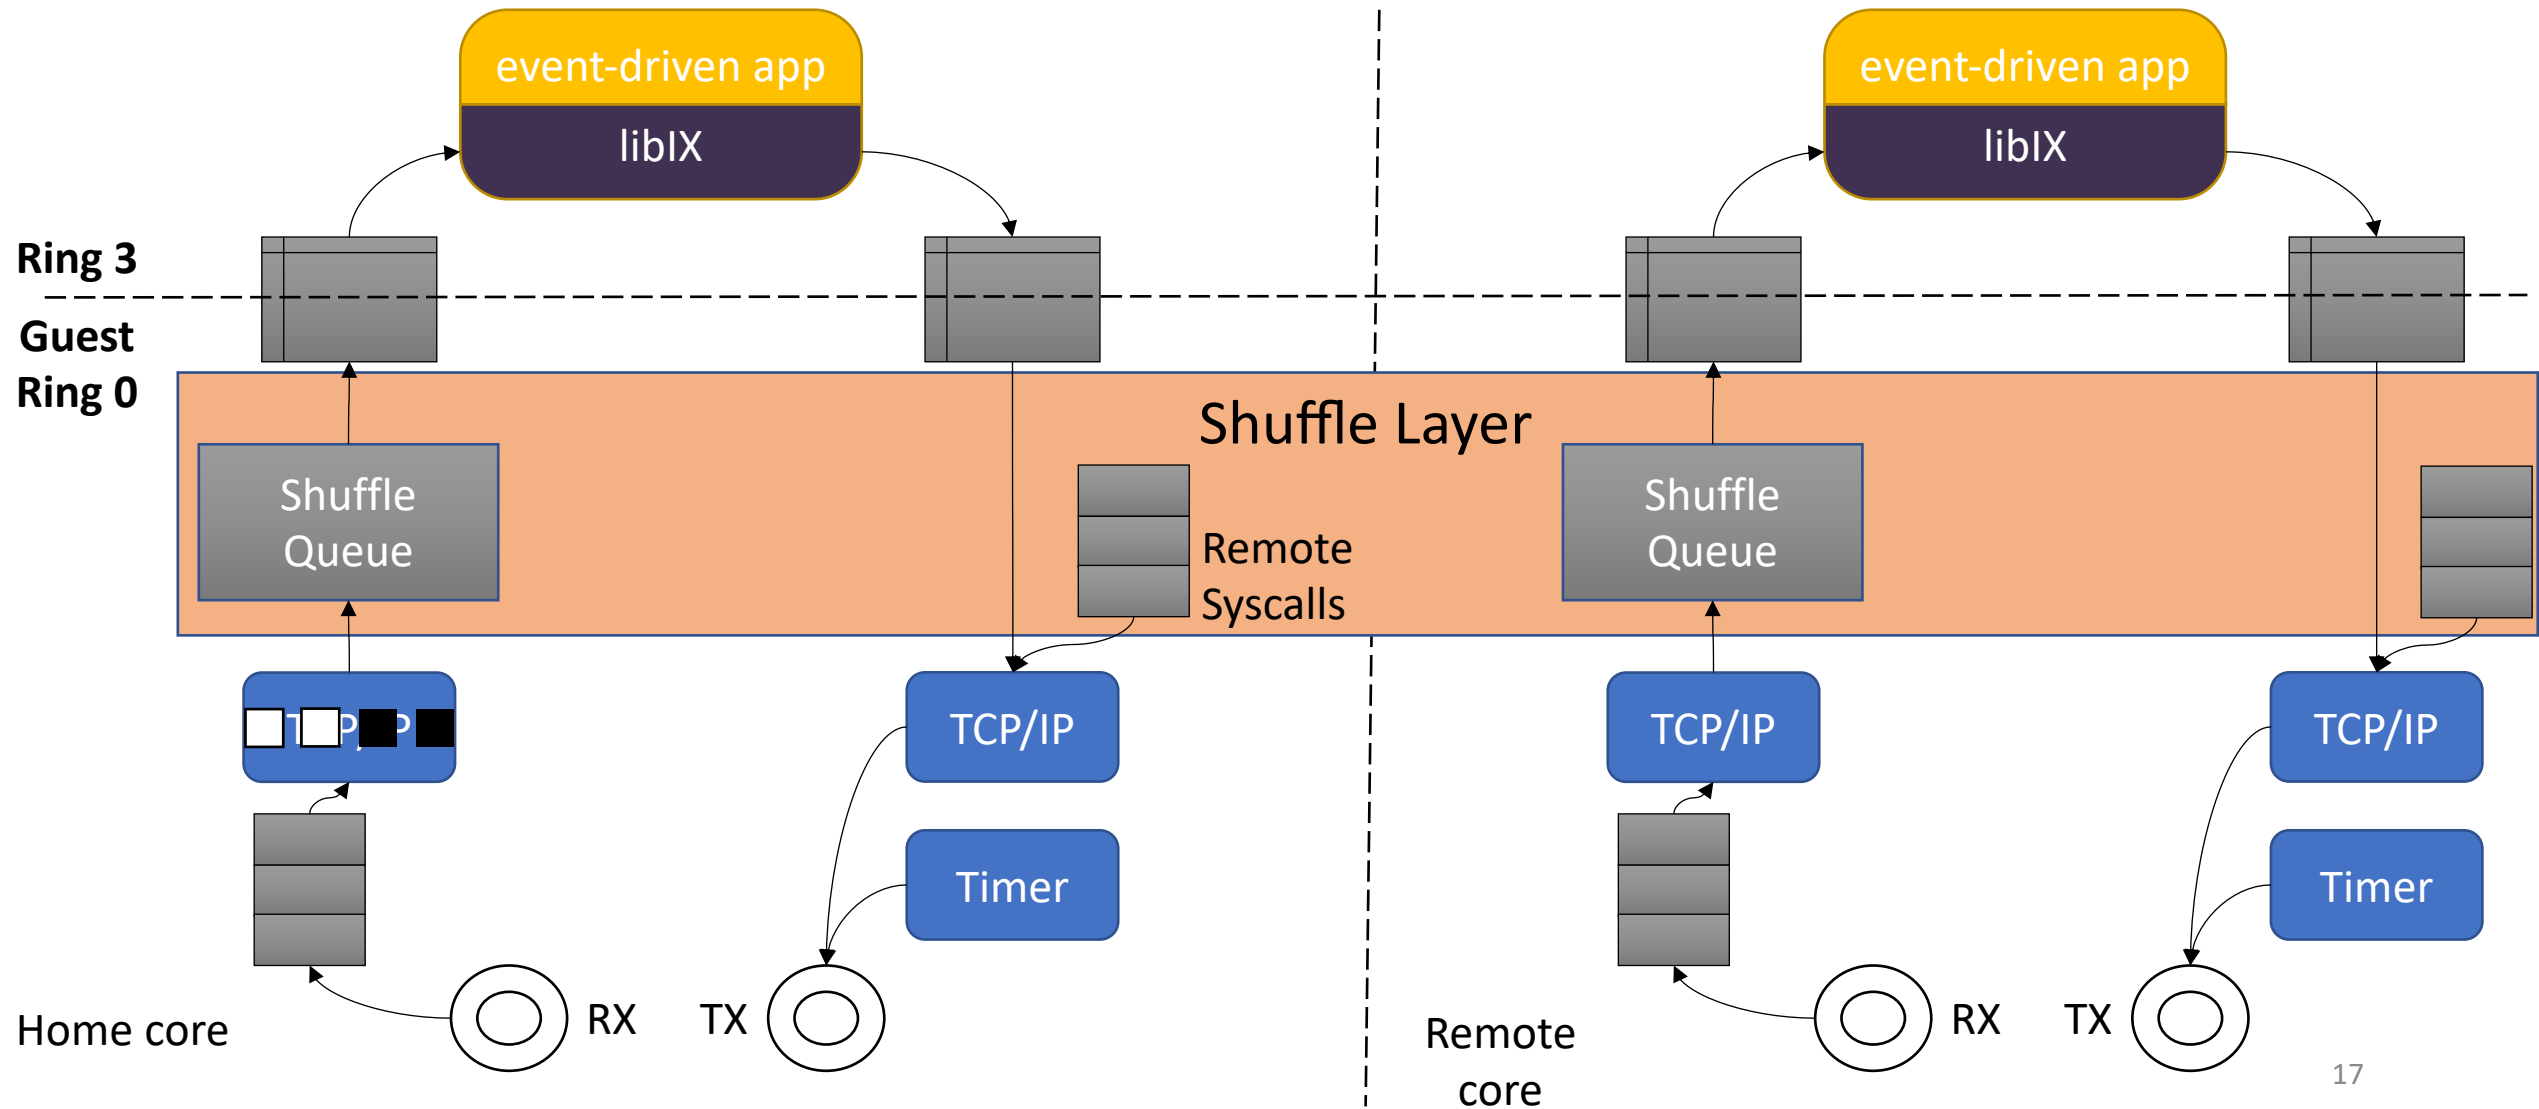 event-driven app
libIX
event-driven app
libIX
Ring 3
Guest
Ring 0
Shuffle Layer
Shuffle
Queue
Remote
Syscalls
Shuffle
Queue
TCP/IP
TCP/IP
TCP/IP
Timer
Timer
RX
TX
RX
TX
Home core
Remote
core
17